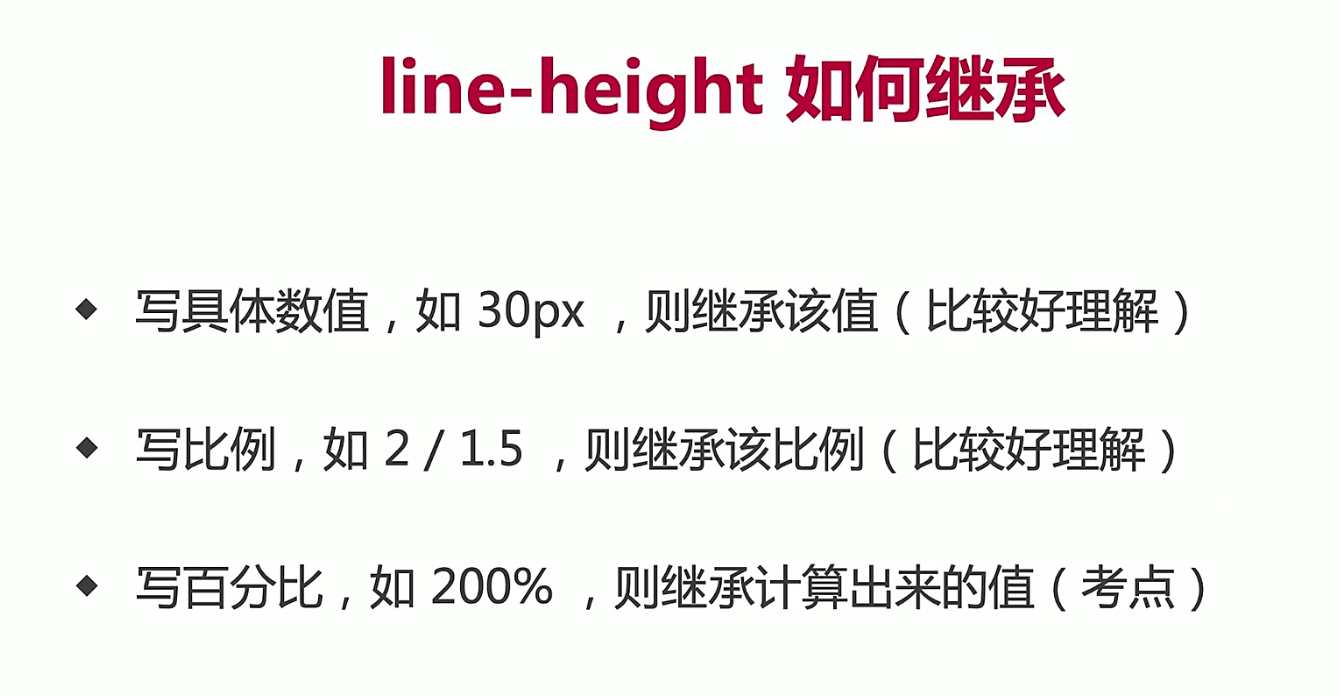 line-height 如何继承
◆ 写具体数值，如 30px ，则继承该值（比较好理解）
◆ 写比例，如 2 / 1.5 ，则继承该比例（比较好理解）
◆ 写百分比，如 200% ，则继承计算出来的值（考点）